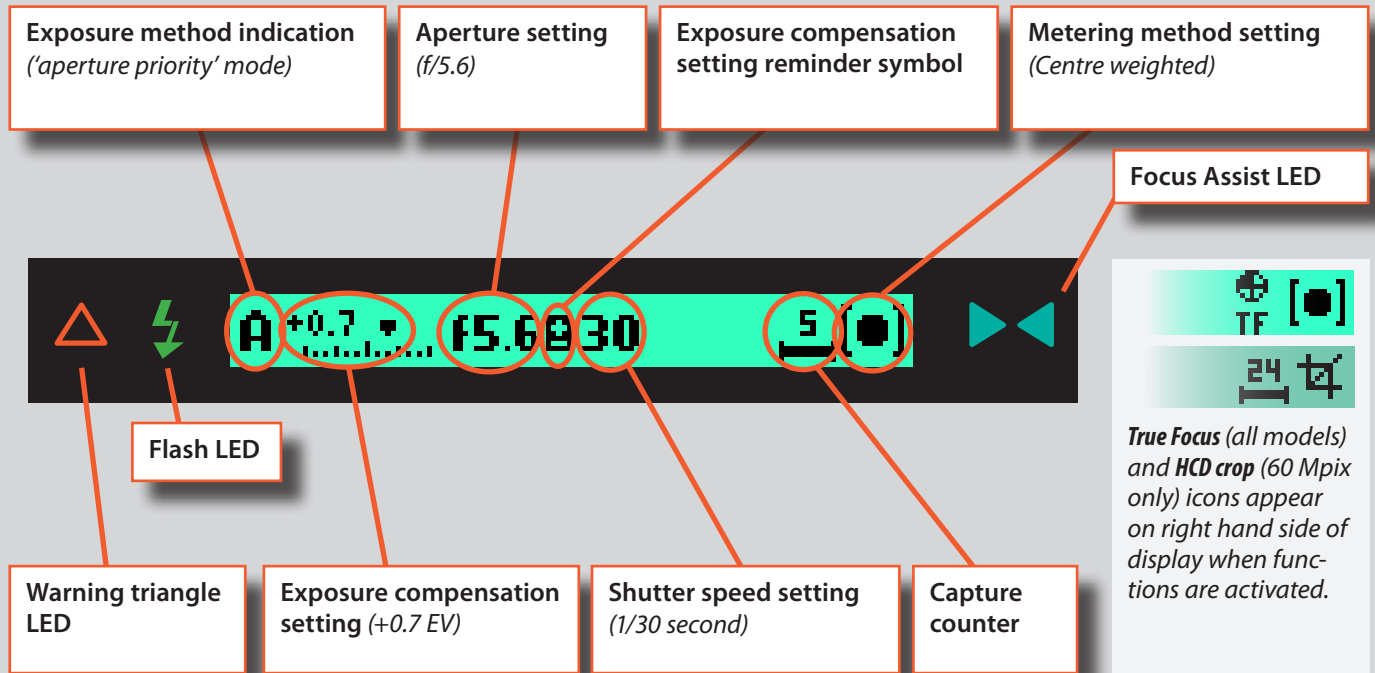 Exposure method indication
(‘aperture priority’ mode)
Aperture setting
(f/5.6)
Exposure compensation
setting reminder symbol
Metering method setting
(Centre weighted)
Focus Assist LED
A +0.7 f5.6 30 5
TF
24
Flash LED
True Focus (all models)
and HCD crop (60 Mpix
only) icons appear
on right hand side of
display when func-
tions are activated.
Warning triangle
LED
Exposure compensation
setting (+0.7 EV)
Shutter speed setting
(1/30 second)
Capture
counter